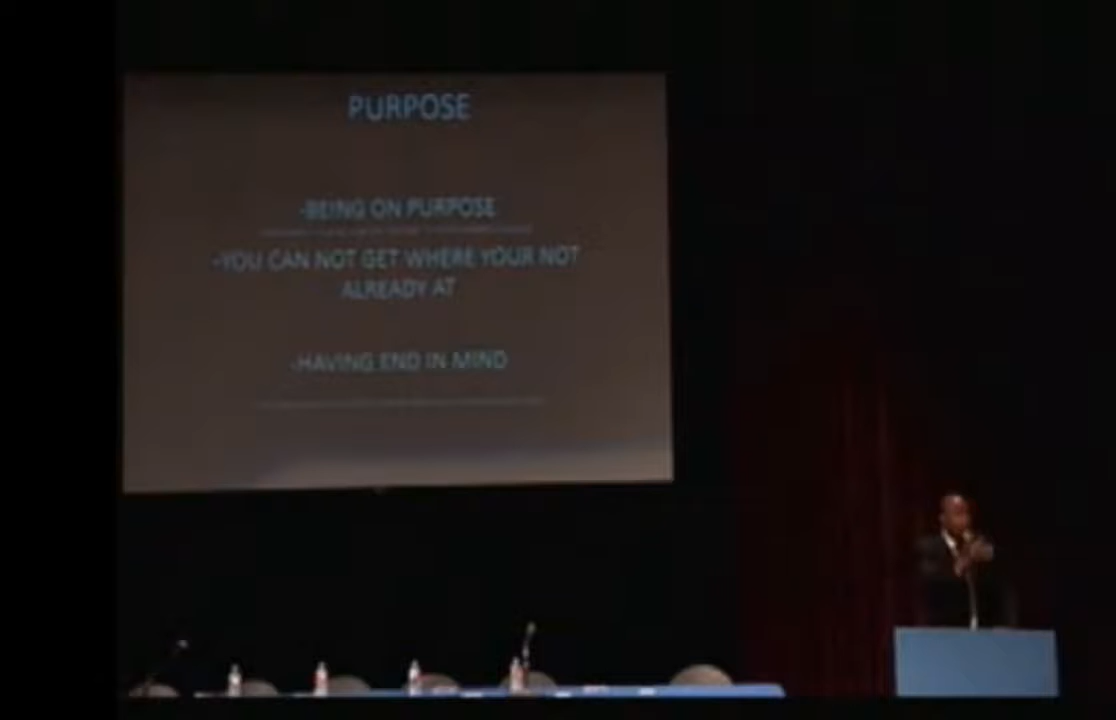 PURPOSE
-BEING ON PURPOSE
-YOU CAN NOT GET WHERE YOUR NOT
ALREADY AT
-HAVING END IN MIND